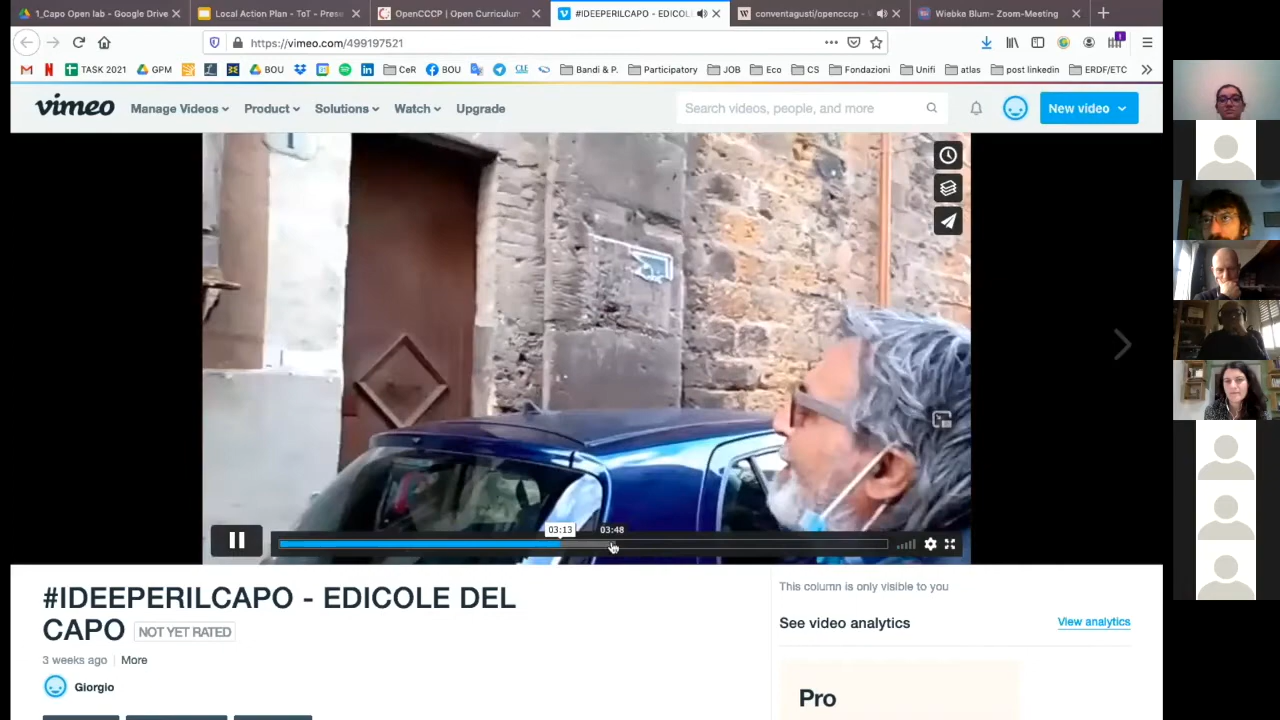 1_Capo Open lab - Google Drive
Local Action Plan - ToT - Prese
OpenCCCP | Open Curriculum
#IDEEPERILCAPO - EDICOL
conventagusti/opencccp - W
Wiebke Blum- Zoom-Meeting
https://vimeo.com/499197521
TASK 2021
GPM
BOU
CeR
BOU
CLE
Bandi & P.
Participatory
JOB
Eco
CS
Fondazioni
Unifi
atlas
post linkedin
ERDF/ETC
vimeo
Manage Videos
Product
Solutions
Watch
Upgrade
Search videos, people, and more
New video
03:13
03:48
#IDEEPERILCAPO - EDICOLE DEL
CAPO NOT YET RATED
3 weeks ago | More
Giorgio
This column is only visible to you
See video analytics
View analytics
Pro